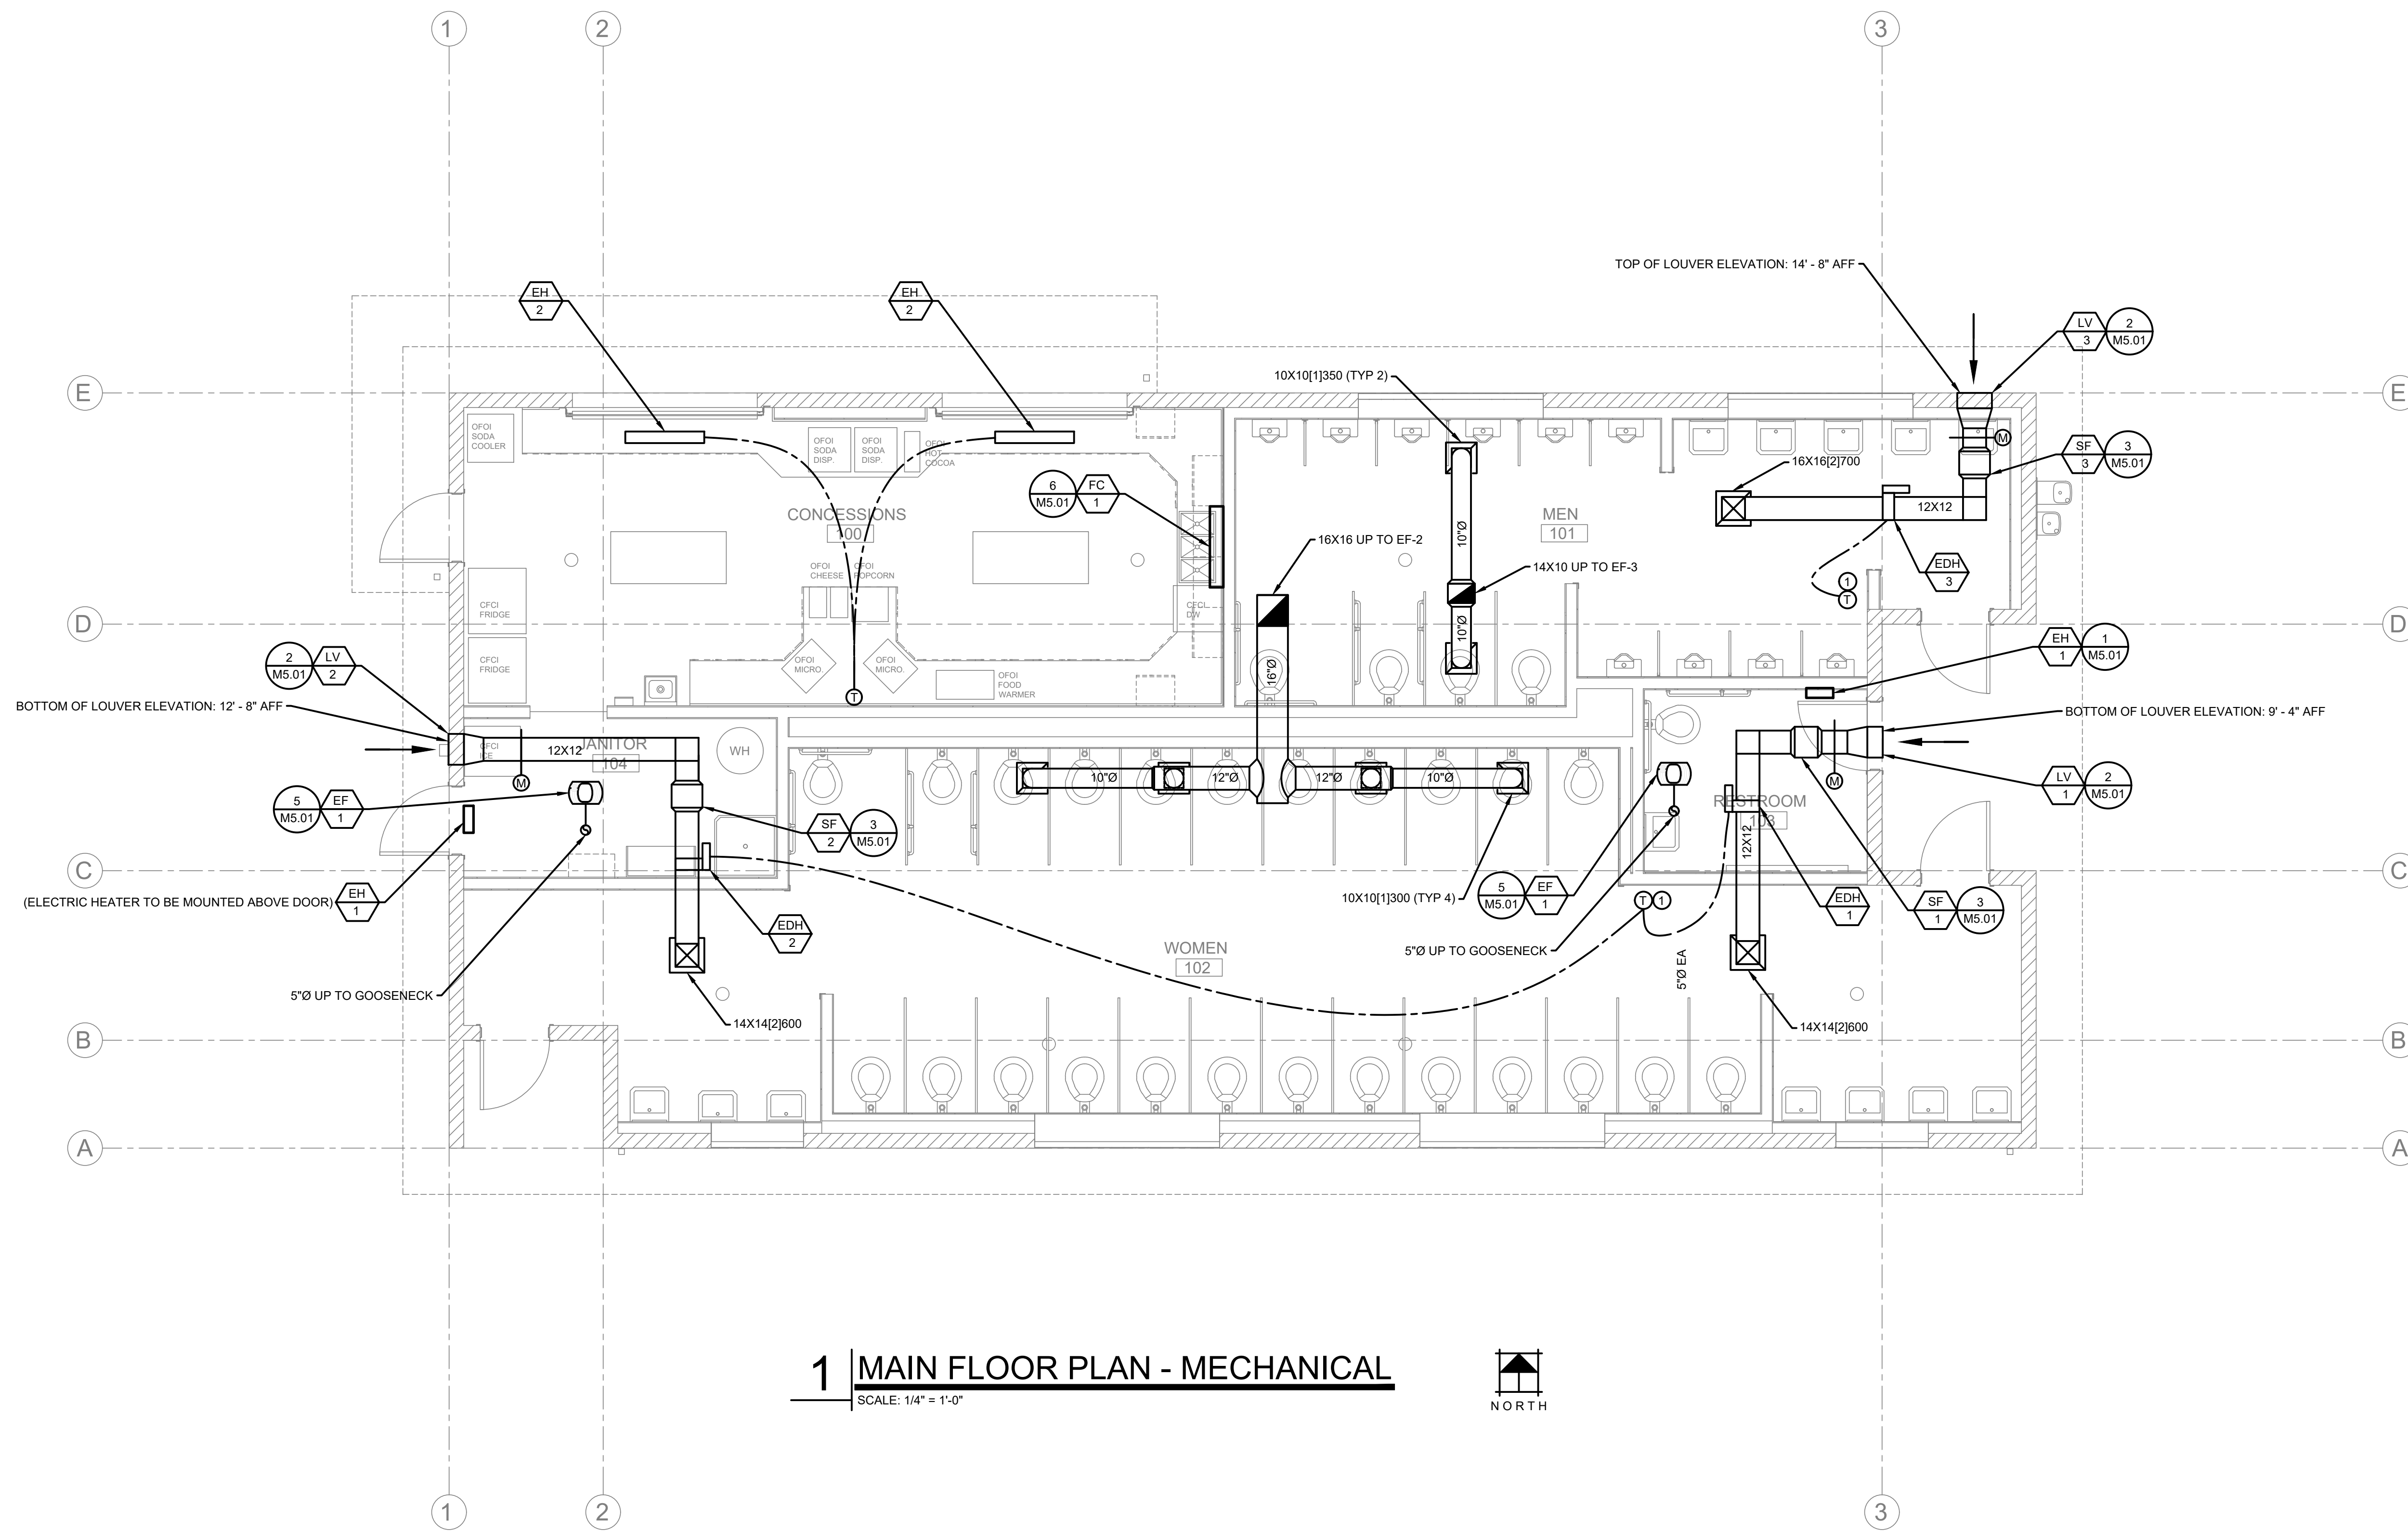 1
2
3
TOP OF LOUVER ELEVATION: 14' - 8" AFF
EH
2
EH
2
LV
3
2
M5.01
10X10[1]350 (TYP 2)
E
E
OFOI
SODA
COOLER
OFOI
SODA
DISP.
OFOI
SODA
DISP.
OFOI
HOT
COCOA
M
SF
3
3
M5.01
16X16[2]700
6
M5.01
FC
1
CONCESSIONS
100
MEN
101
12X12
10"Ø
16X16 UP TO EF-2
14X10 UP TO EF-3
OFOI
CHEESE
OFOI
POPCORN
EDH
3
1
T
CFCI
FRIDGE
CFCI
DW
D
D
10"Ø
EH
1
1
M5.01
2
M5.01
LV
2
CFCI
FRIDGE
OFOI
MICRO.
OFOI
MICRO.
OFOI
FOOD
WARMER
16"Ø
T
BOTTOM OF LOUVER ELEVATION: 12' - 8" AFF
BOTTOM OF LOUVER ELEVATION: 9' - 4" AFF
CFCI
ICE
12X12
JANITOR
104
WH
M
10"Ø
12"Ø
12"Ø
10"Ø
M
LV
1
2
M5.01
5
M5.01
EF
1
RESTROOM
103
SF
2
3
M5.01
12X12
C
C
(ELECTRIC HEATER TO BE MOUNTED ABOVE DOOR)
EH
1
10X10[1]300 (TYP 4)
5
M5.01
EF
1
T
1
EDH
1
SF
1
3
M5.01
EDH
2
WOMEN
102
5"Ø UP TO GOOSENECK
5"Ø EA
5"Ø UP TO GOOSENECK
14X14[2]600
14X14[2]600
B
B
A
A
1
MAIN FLOOR PLAN - MECHANICAL
SCALE: 1/4" = 1'-0"
NORTH
1
2
3